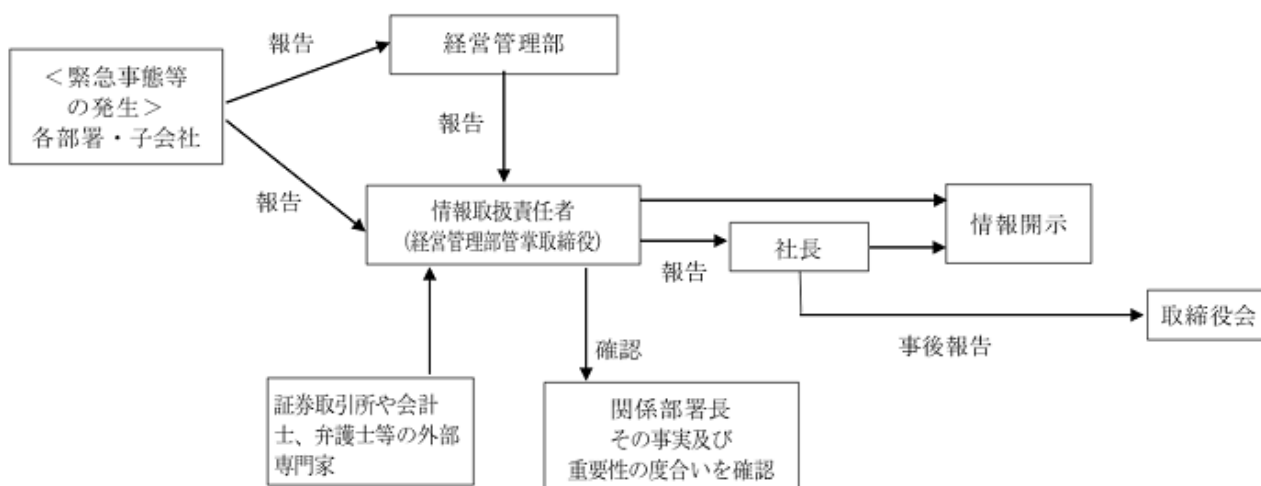 報告
経営管理部
＜緊急事態等
の発生＞
各部署・子会社
報告
報告
情報取扱責任者
(経営管理部管掌取締役)
情報開示
社長
報告
取締役会
事後報告
確認
証券取引所や会計
士、弁護士等の外部
専門家
関係部署長
その事実及び
重要性の度合いを確認